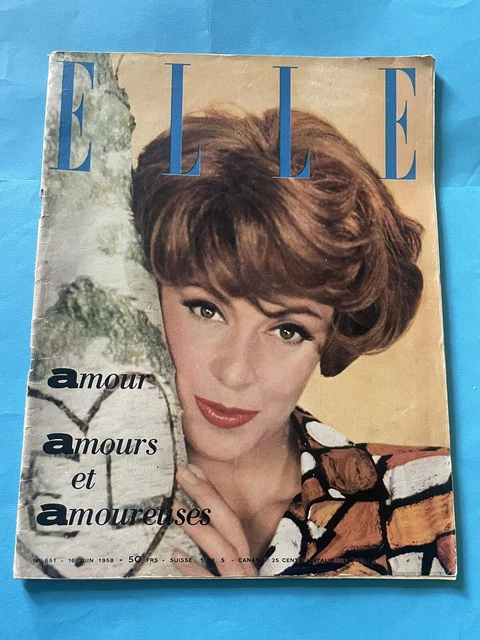 ELLE
amour
amours
et
amoureuses
N° 651 - 16 JUIN 1958 - 50 FRS - SUISSE F. S. - CANADA 25 CENTS